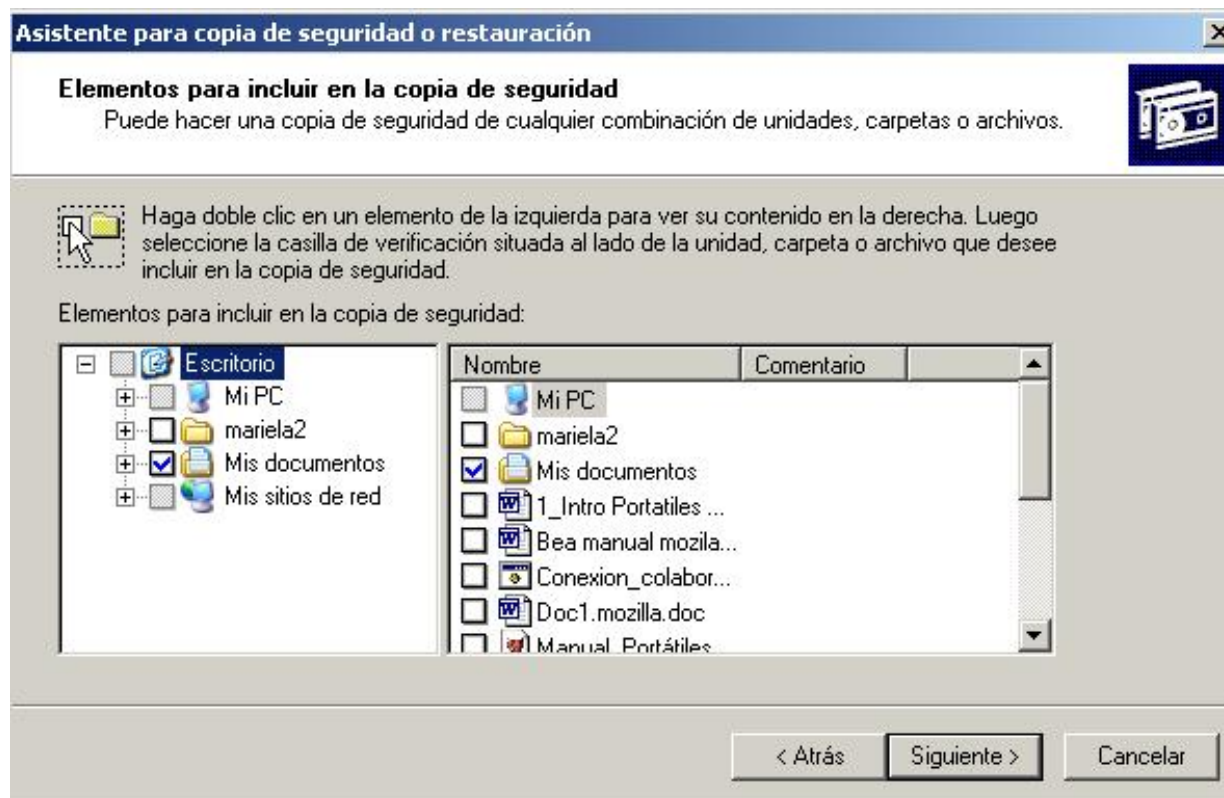 Asistente para copia de seguridad o restauración
Elementos para incluir en la copia de seguridad
Puede hacer una copia de seguridad de cualquier combinación de unidades, carpetas o archivos.
Haga doble clic en un elemento de la izquierda para ver su contenido en la derecha. Luego
seleccione la casilla de verificación situada al lado de la unidad, carpeta o archivo que desee
incluir en la copia de seguridad.
Elementos para incluir en la copia de seguridad:
Escritorio
Mi PC
mariela2
Mis documentos
Mis sitios de red
Nombre Comentario
Mi PC
mariela2
Mis documentos
1_Intro Portatiles ...
Bea manual mozila...
Conexion_colabor...
Doc1.mozilla.doc
Manual Portátiles
< Atrás Siguiente > Cancelar